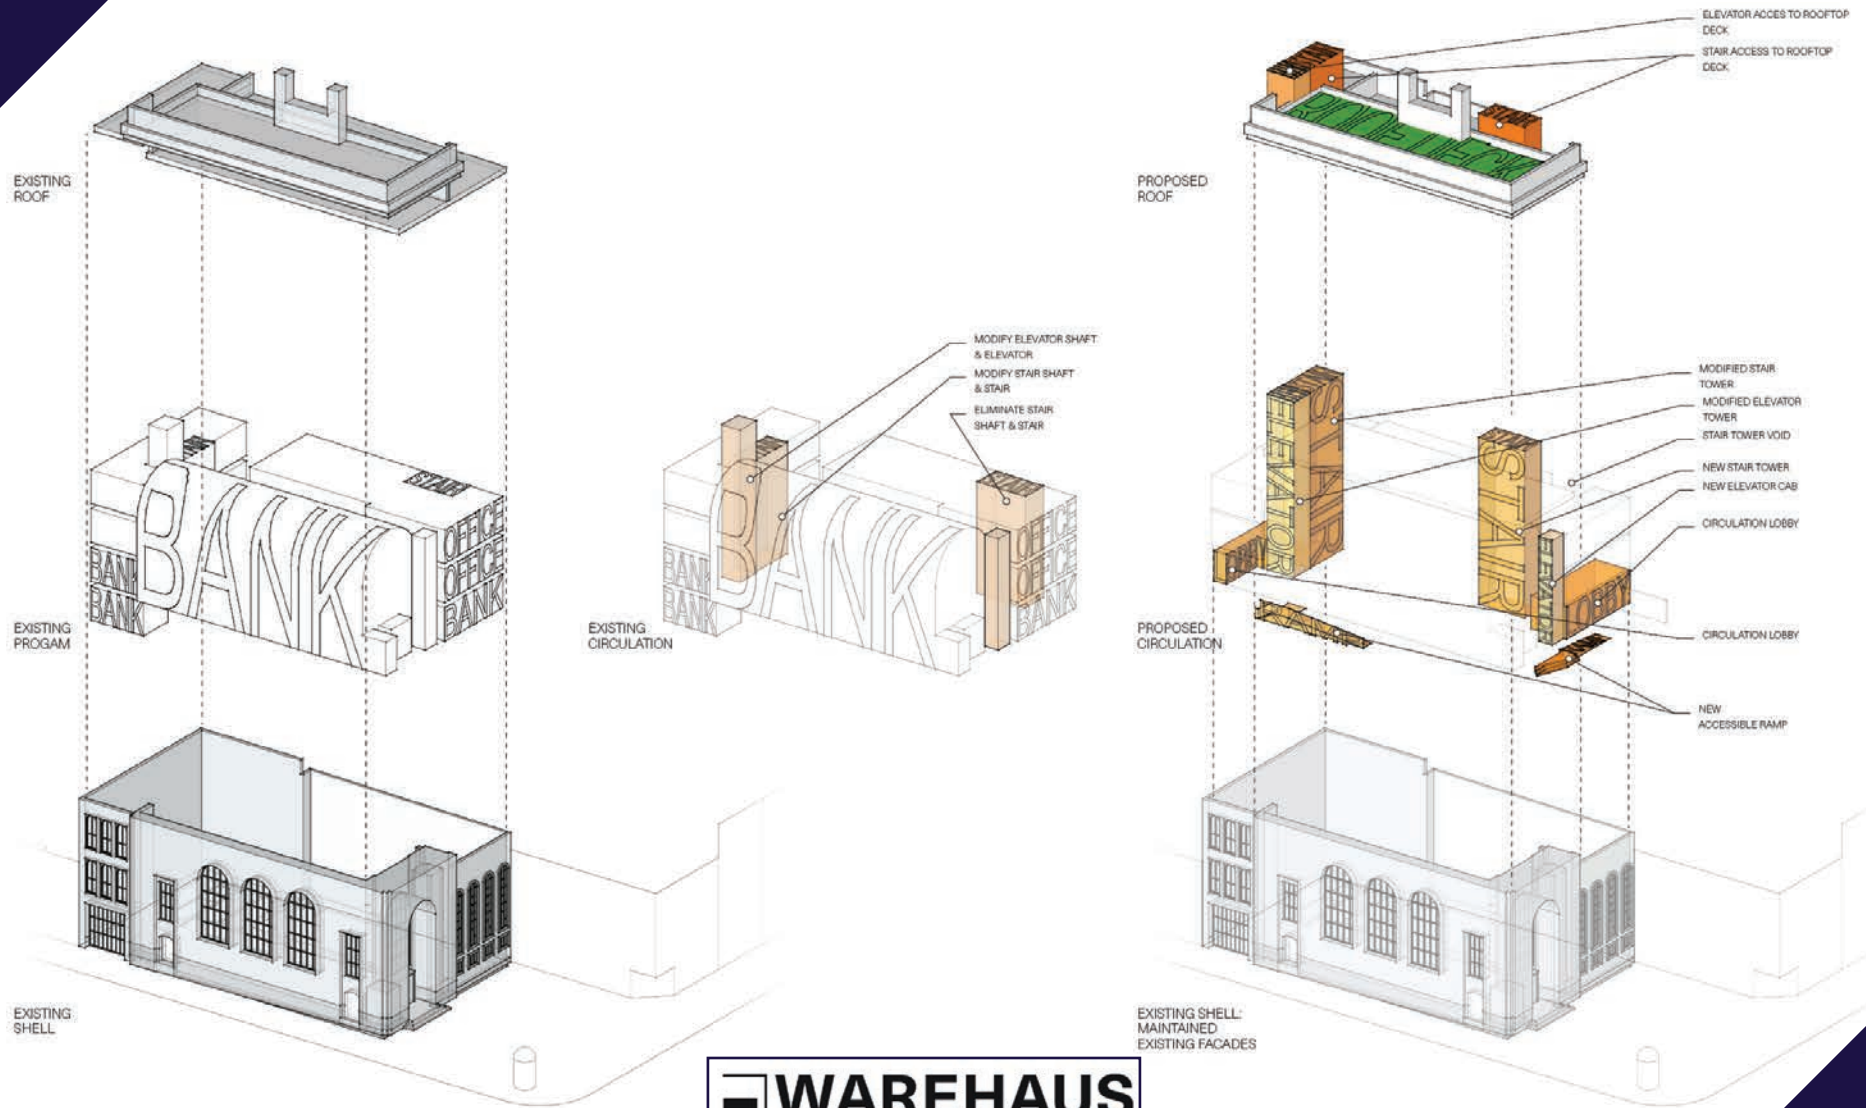 ELEVATOR ACCES TO ROOFTOP
DECK
STAIR ACCESS TO ROOFTOP
DECK
ROOF DECK
EXISTING
ROOF
PROPOSED
ROOF
MODIFY ELEVATOR SHAFT
& ELEVATOR
MODIFY STAIR SHAFT
& STAIR
ELIMINATE STAIR
SHAFT & STAIR
MODIFIED STAIR
TOWER
MODIFIED ELEVATOR
TOWER
STAIR TOWER VOID
NEW STAIR TOWER
NEW ELEVATOR CAB
CIRCULATION LOBBY
CIRCULATION LOBBY
NEW
ACCESSIBLE RAMP
STAIR
BANK
BANK
BANK
OFFICE
OFFICE
BANK
EXISTING
PROGAM
BANK
BANK
BANK
OFFICE
OFFICE
BANK
EXISTING
CIRCULATION
ELEVATOR
STAIR
STAIR
PROPOSED
CIRCULATION
EXISTING
SHELL
EXISTING SHELL:
MAINTAINED
EXISTING FACADES
WAREHAUS